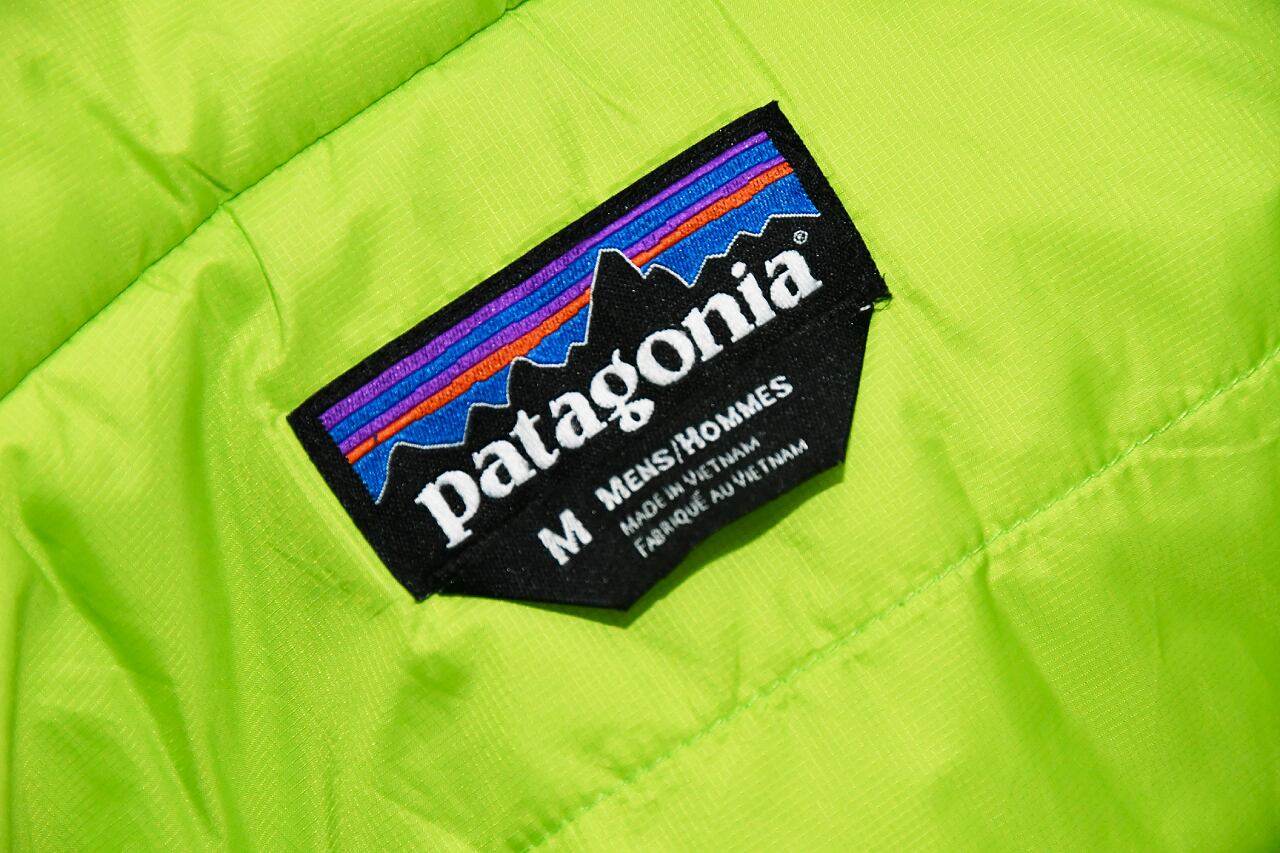 patagonia®
M MENS/HOMMES
MADE IN VIETNAM
FABRIQUÉ AU VIETNAM